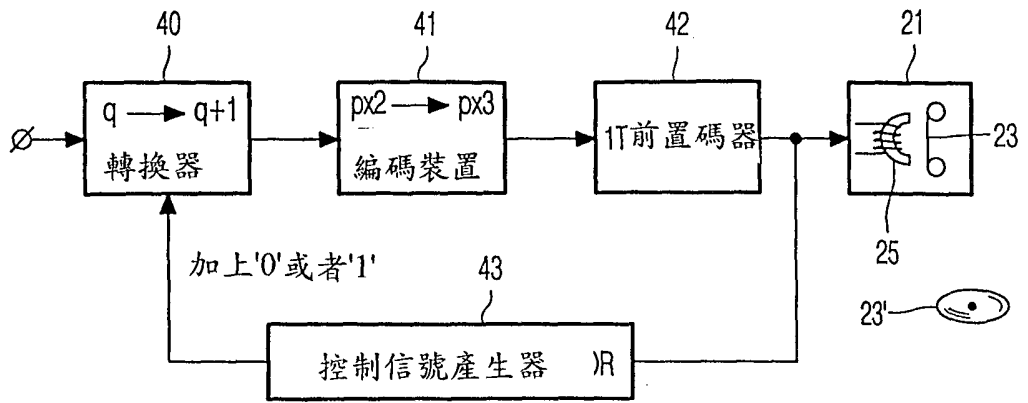 40
41
42
21
q → q+1
轉換器
px2 → px3
編碼裝置
1T前置碼器
23
25
加上'0'或者'1'
43
23'
控制信號產生器 )R